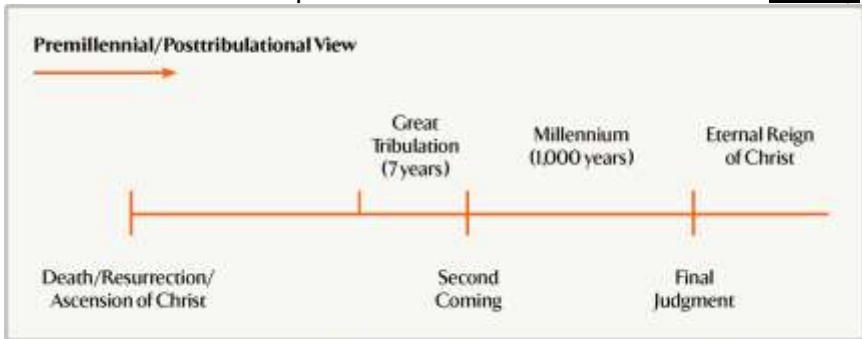 Premillennial/Posttribulational View
Great
Tribulation
(7 years)
Millennium
(1,000 years)
Eternal Reign
of Christ
Death/Resurrection/
Ascension of Christ
Second
Coming
Final
Judgment